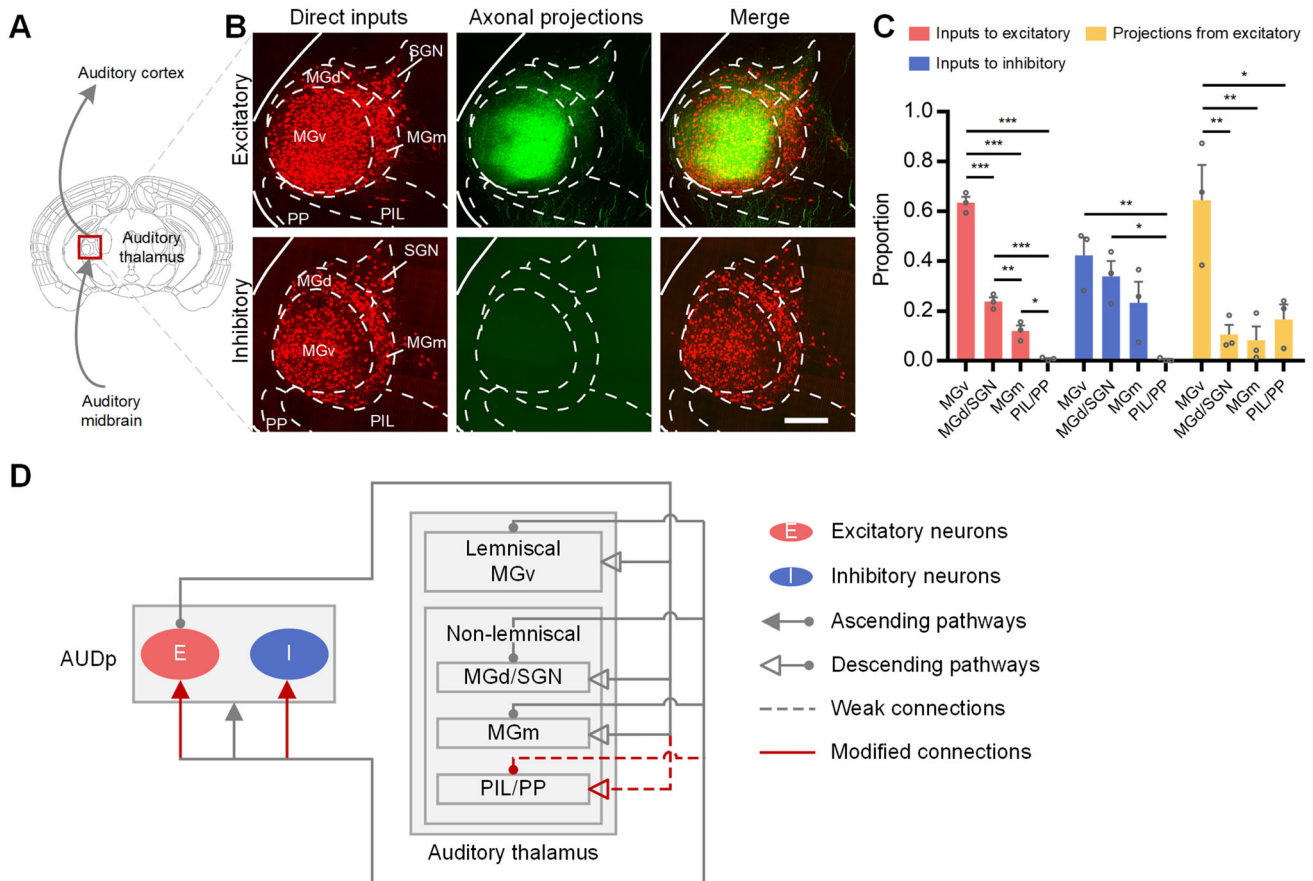 A
Auditory cortex
Auditory
thalamus
Auditory
midbrain
B
Direct inputs
Axonal projections
Merge
Excitatory
SGN
MGd
MGv
MGm
PP
PIL
Inhibitory
SGN
MGd
MGv
MGm
PP
PIL
C
Inputs to excitatory
Projections from excitatory
Inputs to inhibitory
Proportion
1.0
0.8
0.6
0.4
0.2
0.0
***
***
***
***
**
*
**
*
*
**
**
MGv
MGd/SGN
MGm
PIL/PP
MGv
MGd/SGN
MGm
PIL/PP
MGv
MGd/SGN
MGm
PIL/PP
D
AUDp
E
I
Lemniscal
MGv
Non-lemniscal
MGd/SGN
MGm
PIL/PP
Auditory thalamus
E
Excitatory neurons
I
Inhibitory neurons
Ascending pathways
Descending pathways
Weak connections
Modified connections